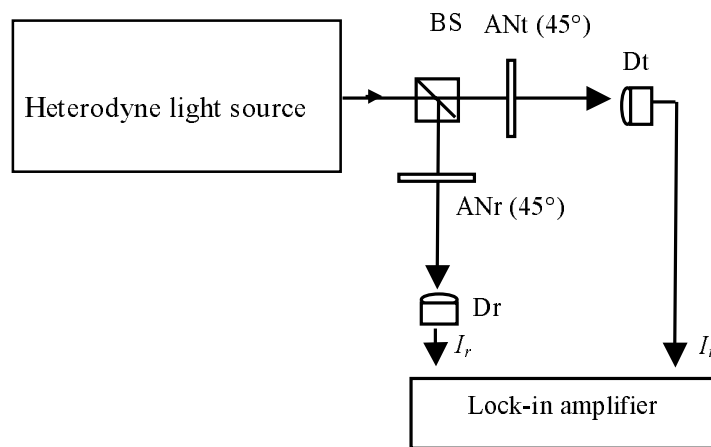 BS ANt (45°)
Dt
Heterodyne light source
ANr (45°)
Dr
I_r
Lock-in amplifier